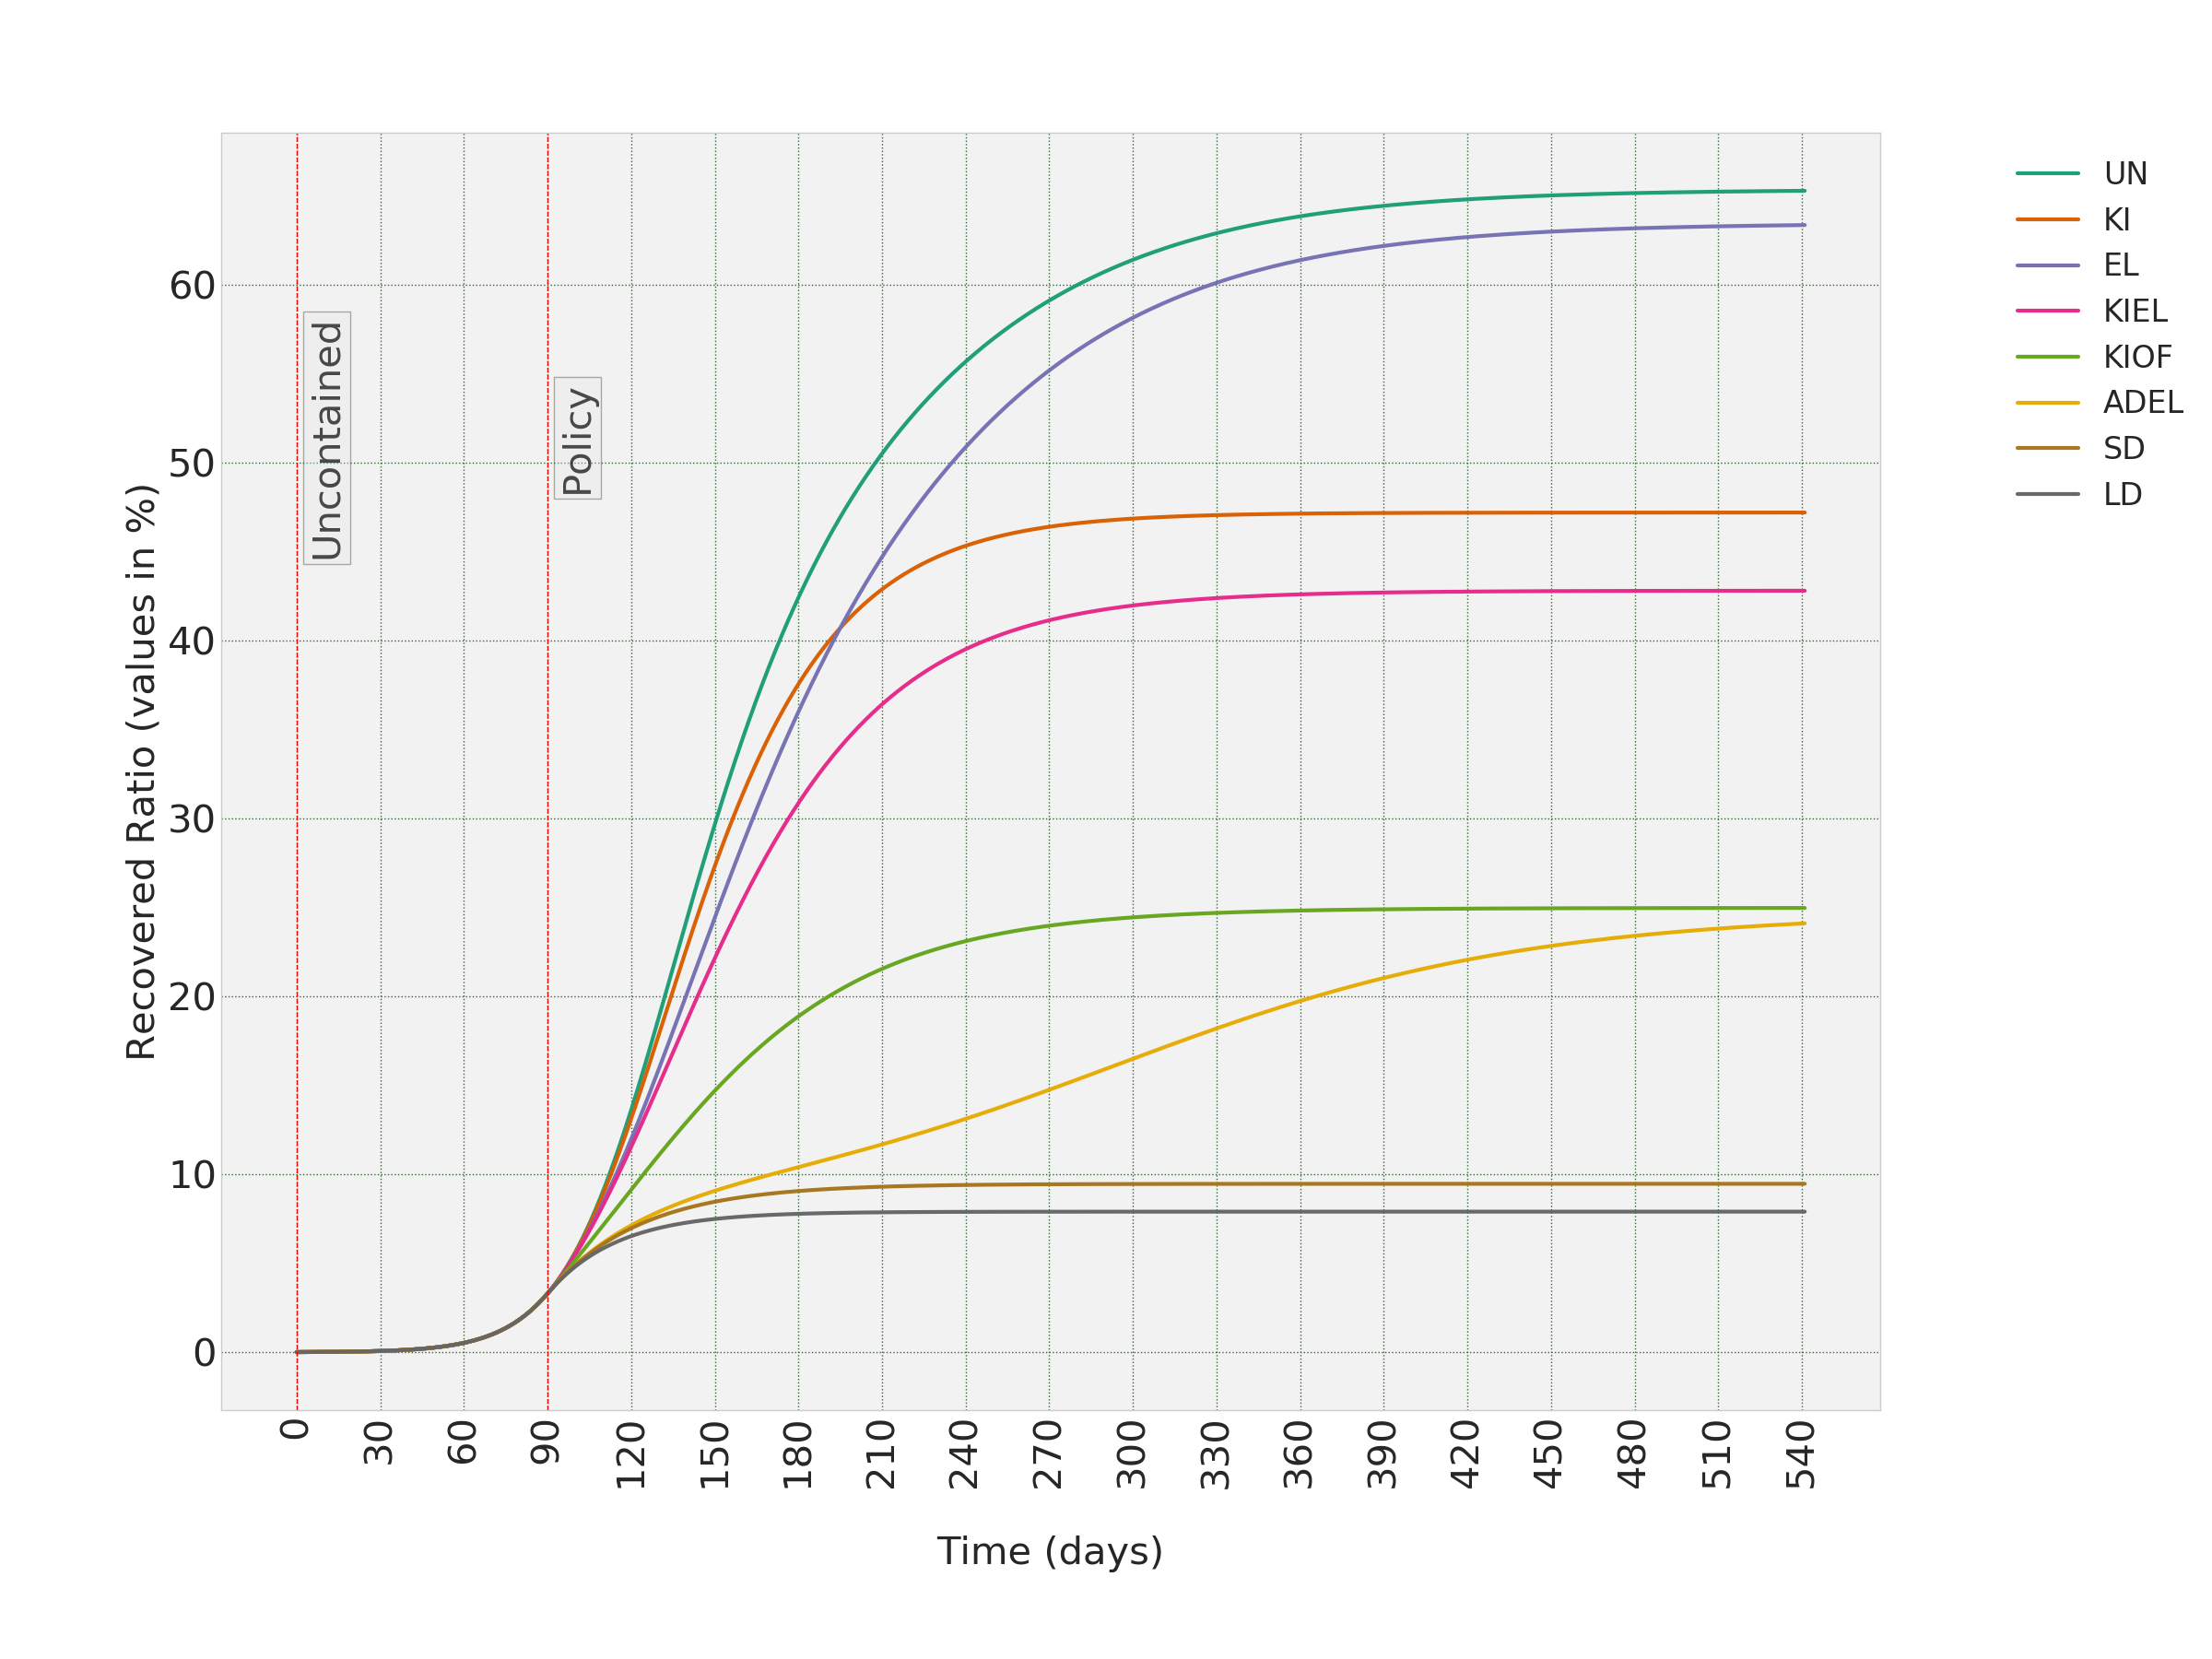 UN
KI
EL
KIEL
KIOF
ADEL
SD
LD
Uncontained
Policy
Recovered Ratio (values in %)
60
50
40
30
20
10
0
0 30 60 90 120 150 180 210 240 270 300 330 360 390 420 450 480 510 540
Time (days)